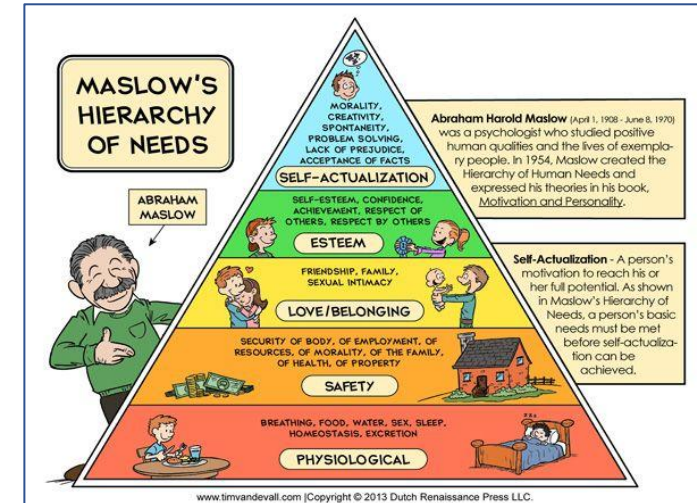 MASLOW'S
HIERARCHY
OF NEEDS
ABRAHAM
MASLOW
MORALITY,
CREATIVITY,
SPONTANEITY,
PROBLEM SOLVING,
LACK OF PREJUDICE,
ACCEPTANCE OF FACTS
SELF-ACTUALIZATION
SELF-ESTEEM, CONFIDENCE,
ACHIEVEMENT, RESPECT OF
OTHERS, RESPECT BY OTHERS
ESTEEM
FRIENDSHIP, FAMILY,
SEXUAL INTIMACY
LOVE/BELONGING
SECURITY OF BODY, OF EMPLOYMENT, OF
RESOURCES, OF MORALITY, OF THE FAMILY,
OF HEALTH, OF PROPERTY
SAFETY
BREATHING, FOOD, WATER, SEX, SLEEP,
HOMEOSTASIS, EXCRETION
PHYSIOLOGICAL
Abraham Harold Maslow (April 1, 1908 - June 8, 1970)
was a psychologist who studied positive
human qualities and the lives of exempla-
ry people. In 1954, Maslow created the
Hierarchy of Human Needs and
expressed his theories in his book,
Motivation and Personality.
Self-Actualization - A person's
motivation to reach his or
her full potential. As shown
in Maslow's Hierarchy of
Needs, a person's basic
needs must be met
before self-actualiza-
tion can be
achieved.
www.timvandevall.com |Copyright © 2013 Dutch Renaissance Press LLC.